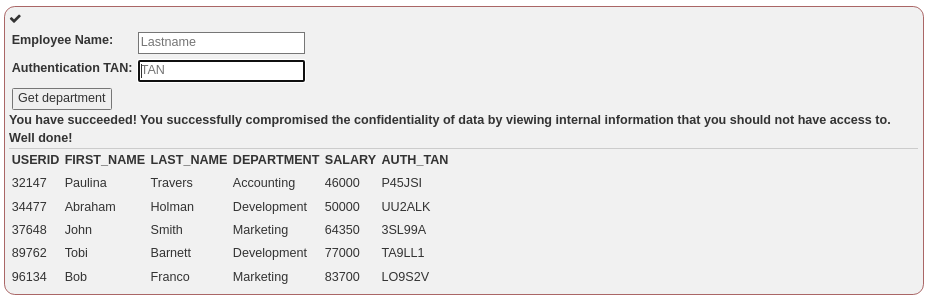 Employee Name: Lastname
Authentication TAN: TAN
Get department
You have succeeded! You successfully compromised the confidentiality of data by viewing internal information that you should not have access to.
Well done!
USERID FIRST_NAME LAST_NAME DEPARTMENT SALARY AUTH_TAN
32147 Paulina Travers Accounting 46000 P45JSI
34477 Abraham Holman Development 50000 UU2ALK
37648 John Smith Marketing 64350 3SL99A
89762 Tobi Barnett Development 77000 TA9LL1
96134 Bob Franco Marketing 83700 LO9S2V